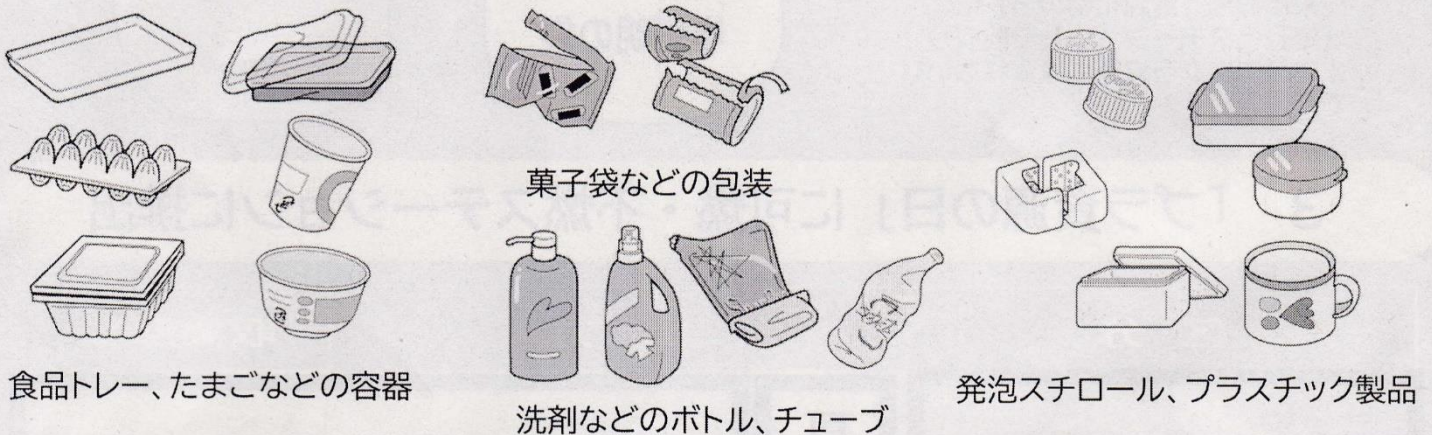 菓子袋などの包装
食品トレー、たまごなどの容器
洗剤などのボトル、チューブ
発泡スチロール、プラスチック製品